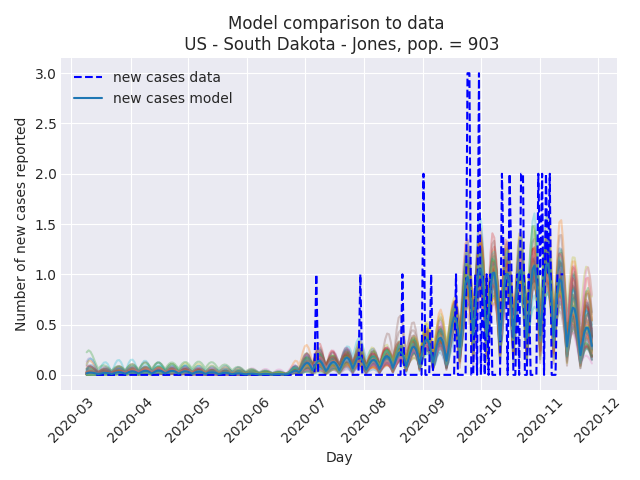 Model comparison to data
US - South Dakota - Jones, pop. = 903
new cases data
new cases model
Number of new cases reported
3.0
2.5
2.0
1.5
1.0
0.5
0.0
2020-03
2020-04
2020-05
2020-06
2020-07
2020-08
2020-09
2020-10
2020-11
2020-12
Day